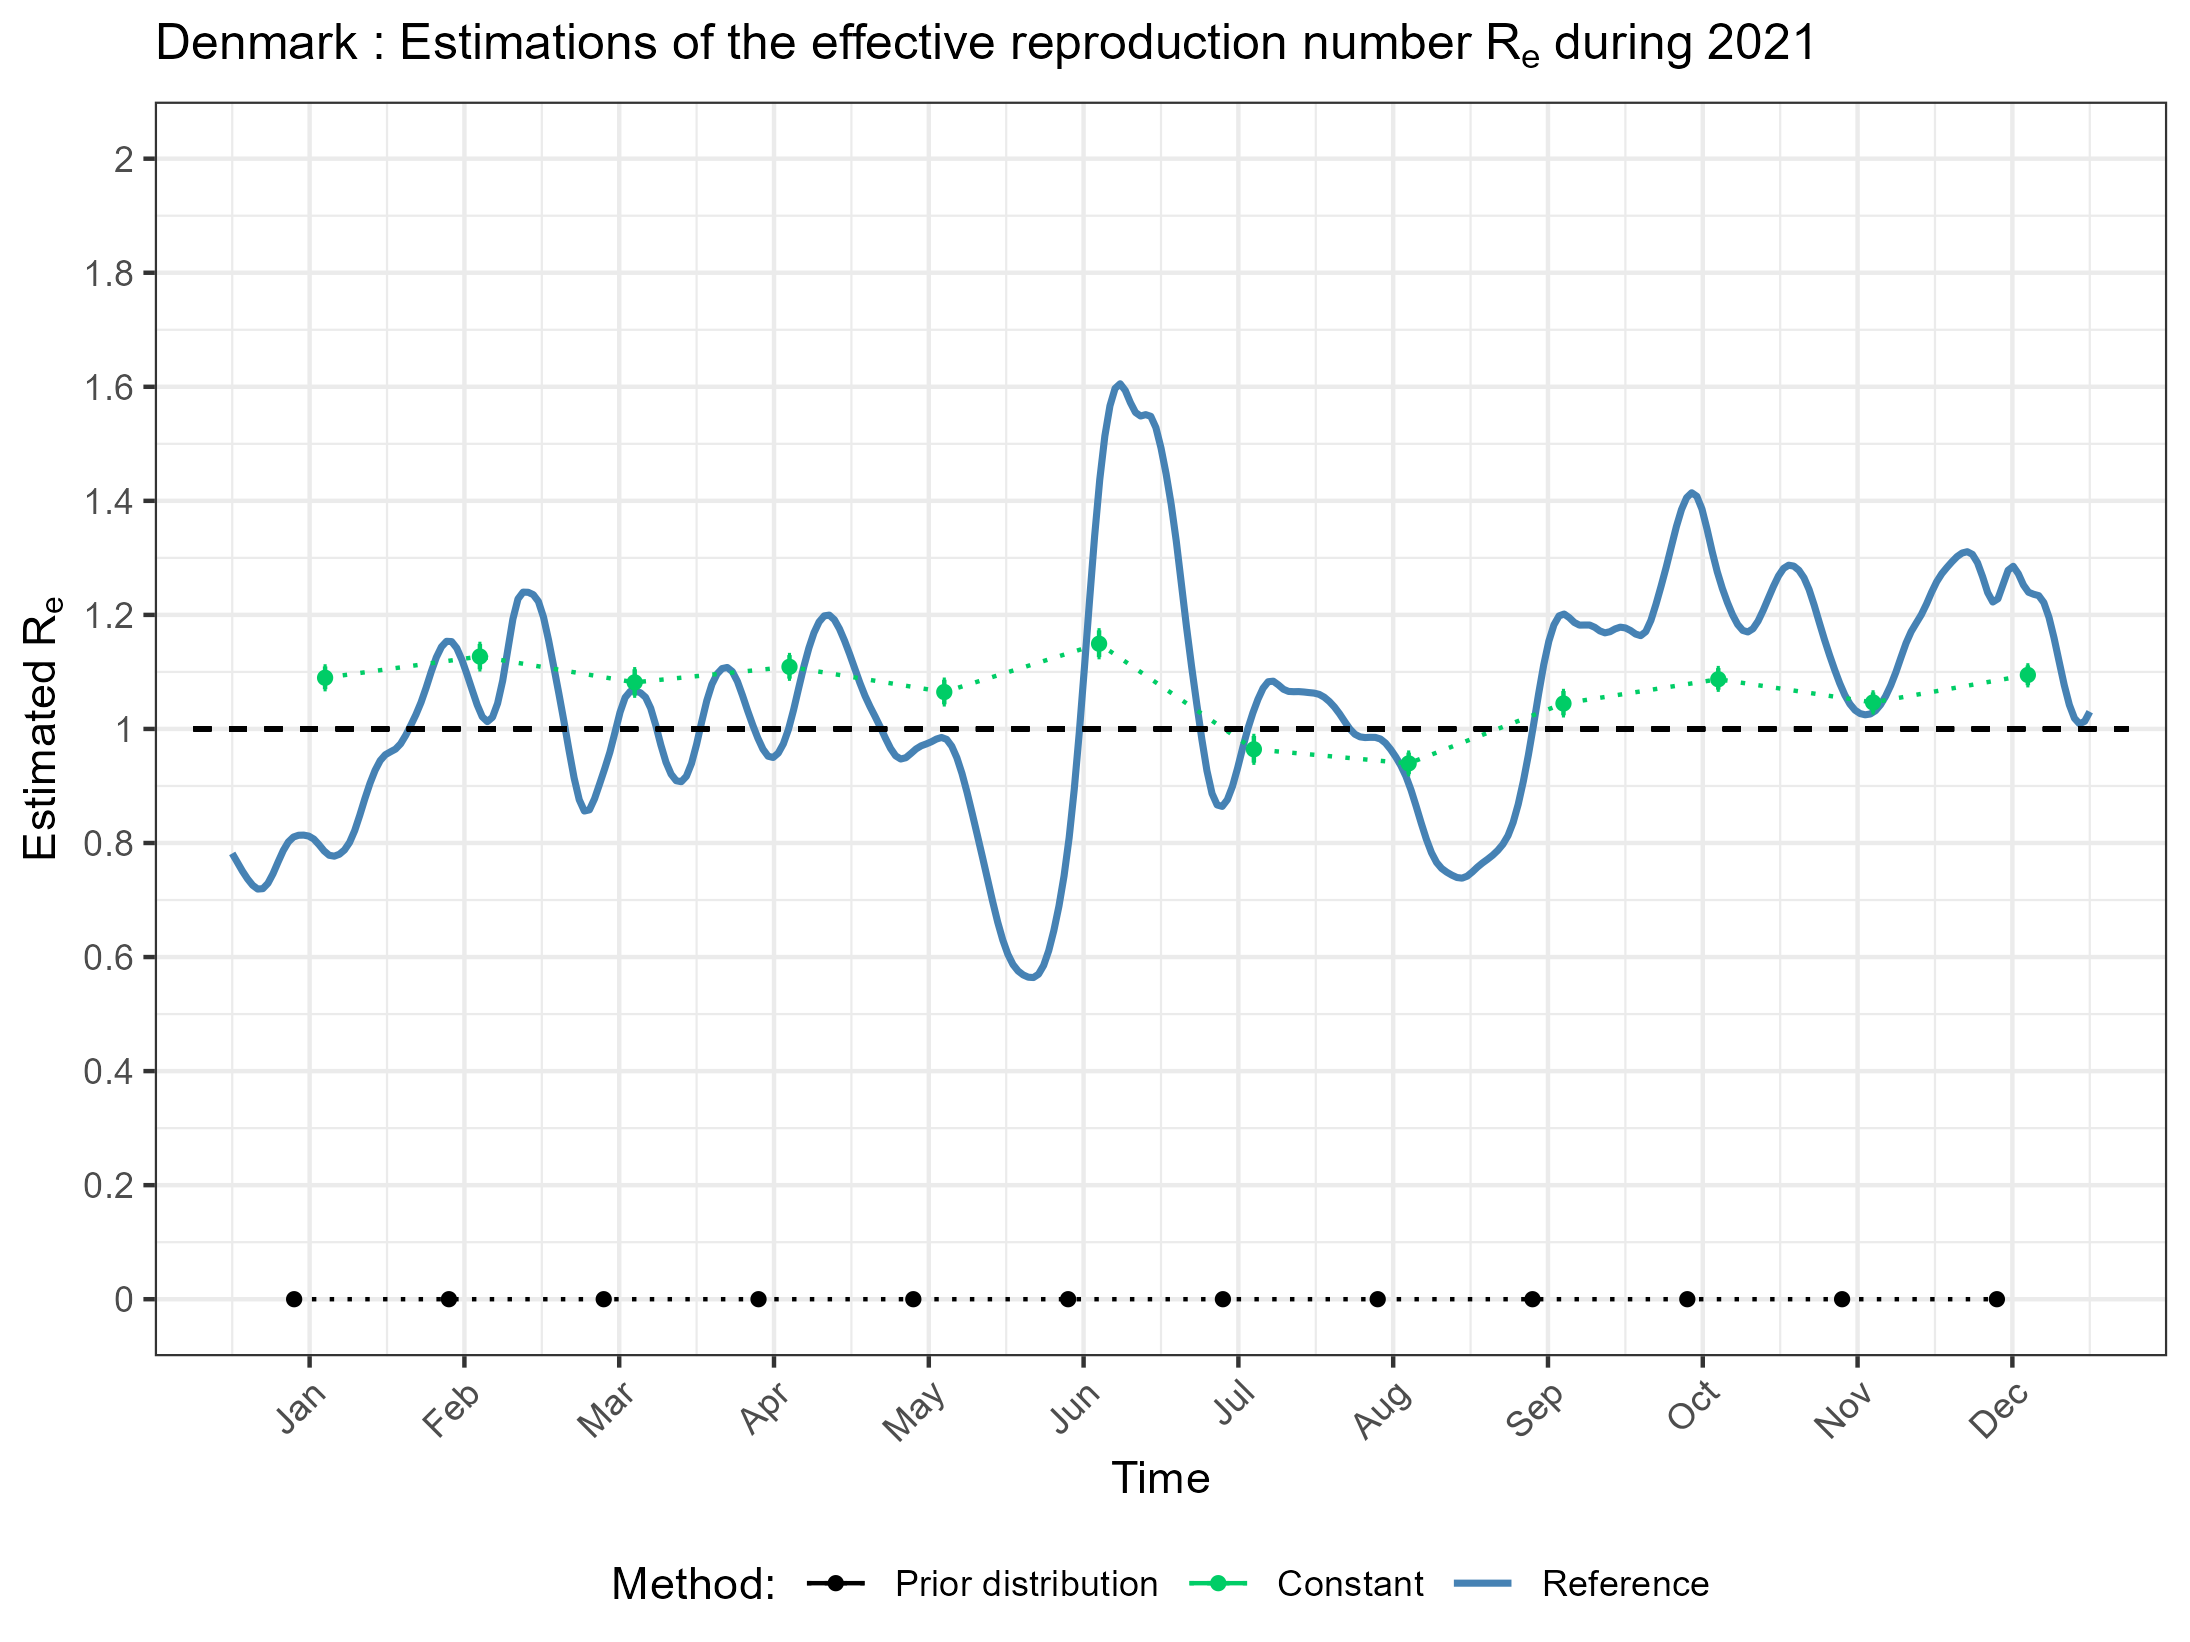 Denmark : Estimations of the effective reproduction number Re during 2021
Estimated Re
2
1.8
1.6
1.4
1.2
1
0.8
0.6
0.4
0.2
0
Jan
Feb
Mar
Apr
May
Jun
Jul
Aug
Sep
Oct
Nov
Dec
Time
Method: Prior distribution Constant Reference